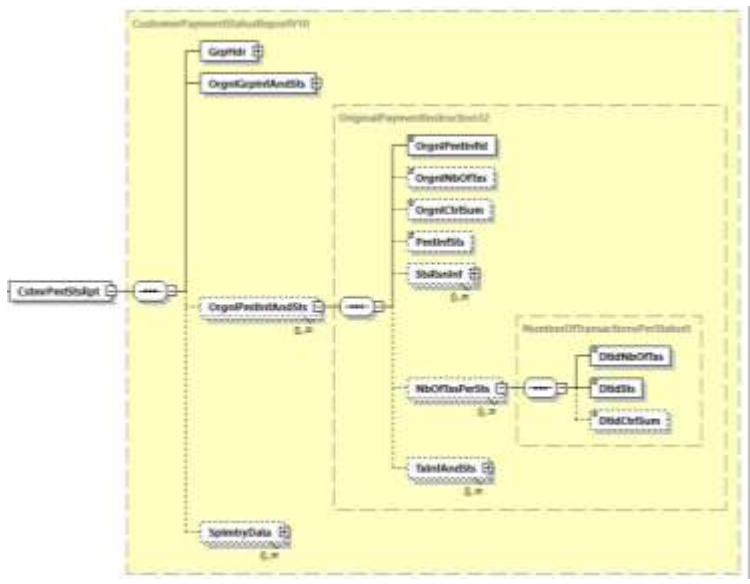 CustomerPaymentStatusReportV10
GrpHdr
OrgnlGrpInfAndSts
OriginalPaymentInstruction32
OrgnlPmtInfId
OrgnlNbOfTxs
OrgnlCtrlSum
PmtInfSts
StsRsnInf
0..∞
CstmrPmtStsRpt
OrgnlPmtInfAndSts
0..∞
NumberOfTransactionsPerStatus5
DtldNbOfTxs
NbOfTxsPerSts
DtldSts
0..∞
DtldCtrlSum
TxInfAndSts
0..∞
SplmtryData
0..∞